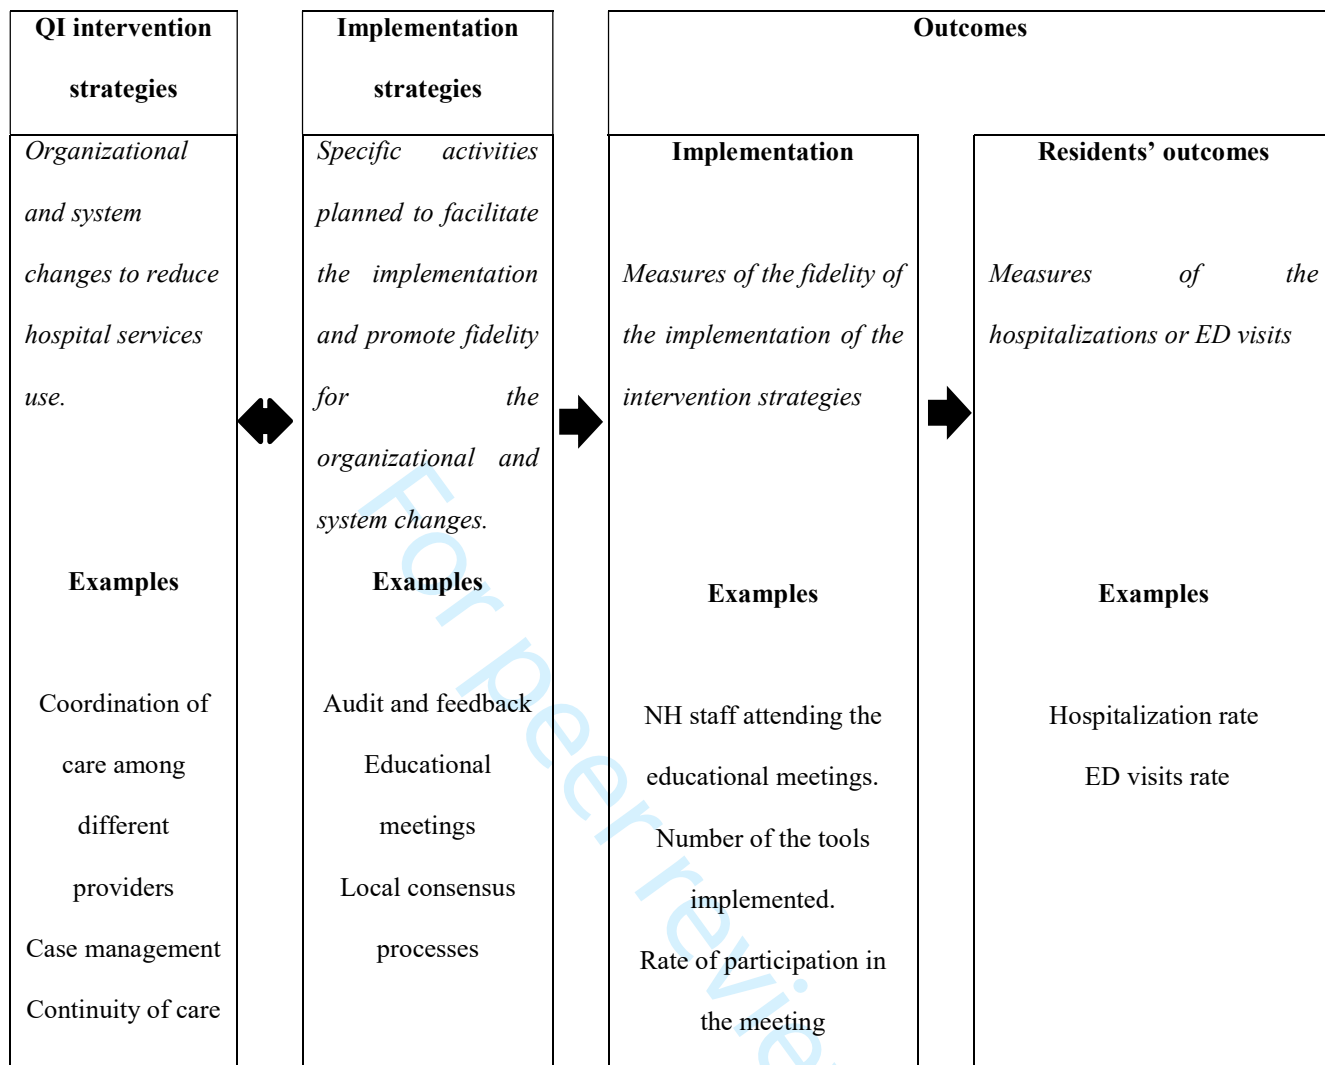 QI intervention
strategies
Organizational
and system
changes to reduce
hospital services
use.
Examples
Coordination of
care among
different
providers
Case management
Continuity of care
Implementation
strategies
Specific activities
planned to facilitate
the implementation
and promote fidelity
for the
organizational and
system changes.
Examples
Audit and feedback
Educational
meetings
Local consensus
processes
Outcomes
Implementation
Measures of the fidelity of
the implementation of the
intervention strategies
Examples
NH staff attending the
educational meetings.
Number of the tools
implemented.
Rate of participation in
the meeting
Residents’ outcomes
Measures of the
hospitalizations or ED visits
Examples
Hospitalization rate
ED visits rate
For peer review